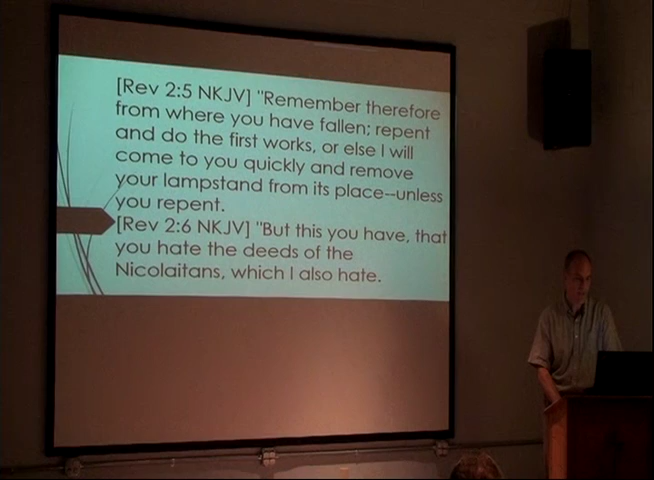 [Rev 2:5 NKJV] "Remember therefore
from where you have fallen; repent
and do the first works, or else I will
come to you quickly and remove
your lampstand from its place--unless
you repent.
[Rev 2:6 NKJV] "But this you have, that
you hate the deeds of the
Nicolaitans, which I also hate.